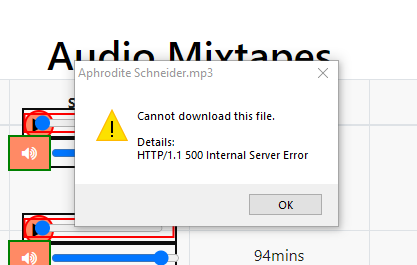 Audio Mixtapes
Aphrodite Schneider.mp3
Cannot download this file.
Details:
HTTP/1.1 500 Internal Server Error
OK
94mins